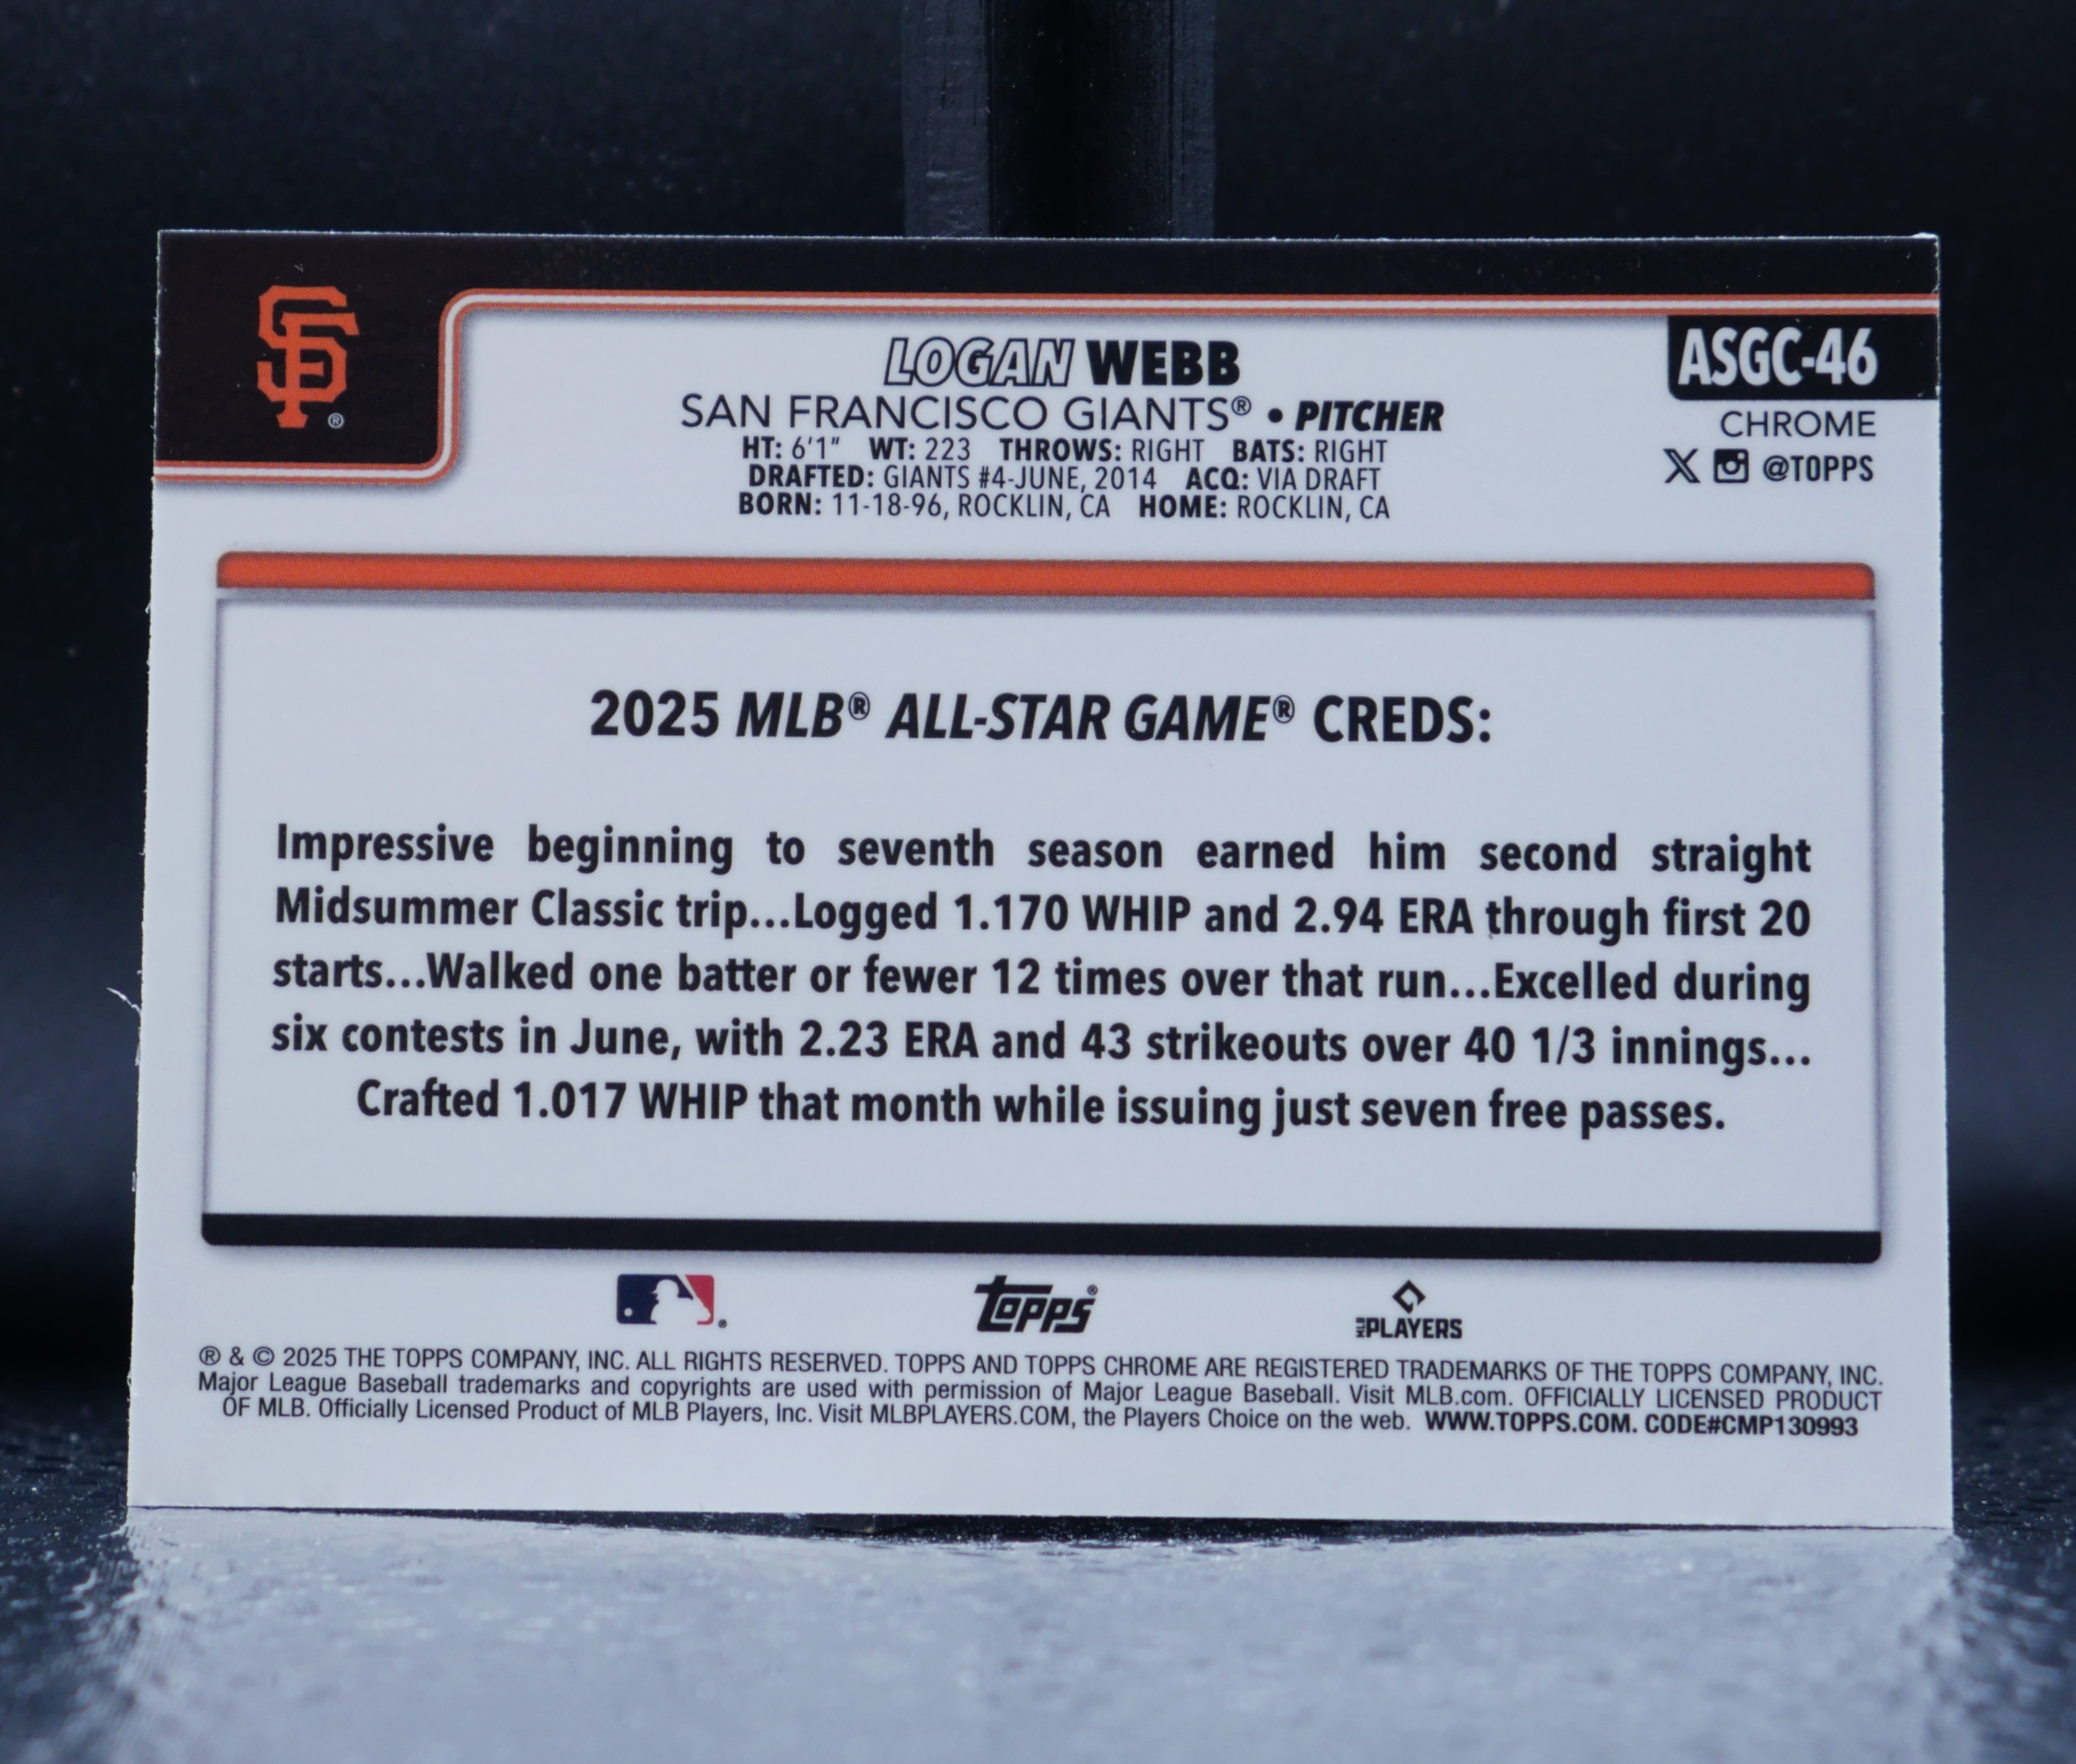 SF®
LOGAN WEBB
ASGC-46
SAN FRANCISCO GIANTS® • PITCHER
CHROME
HT: 6'1" WT: 223 THROWS: RIGHT BATS: RIGHT
X @TOPPS
DRAFTED: GIANTS #4-JUNE, 2014 ACQ: VIA DRAFT
BORN: 11-18-96, ROCKLIN, CA HOME: ROCKLIN, CA
2025 MLB® ALL-STAR GAME® CREDS:
Impressive beginning to seventh season earned him second straight
Midsummer Classic trip...Logged 1.170 WHIP and 2.94 ERA through first 20
starts...Walked one batter or fewer 12 times over that run...Excelled during
six contests in June, with 2.23 ERA and 43 strikeouts over 40 1/3 innings...
Crafted 1.017 WHIP that month while issuing just seven free passes.
Topps®
MLB PLAYERS
® & © 2025 THE TOPPS COMPANY, INC. ALL RIGHTS RESERVED. TOPPS AND TOPPS CHROME ARE REGISTERED TRADEMARKS OF THE TOPPS COMPANY, INC.
Major League Baseball trademarks and copyrights are used with permission of Major League Baseball. Visit MLB.com. OFFICIALLY LICENSED PRODUCT
OF MLB. Officially Licensed Product of MLB Players, Inc. Visit MLBPLAYERS.COM, the Players Choice on the web. WWW.TOPPS.COM. CODE#CMP130993